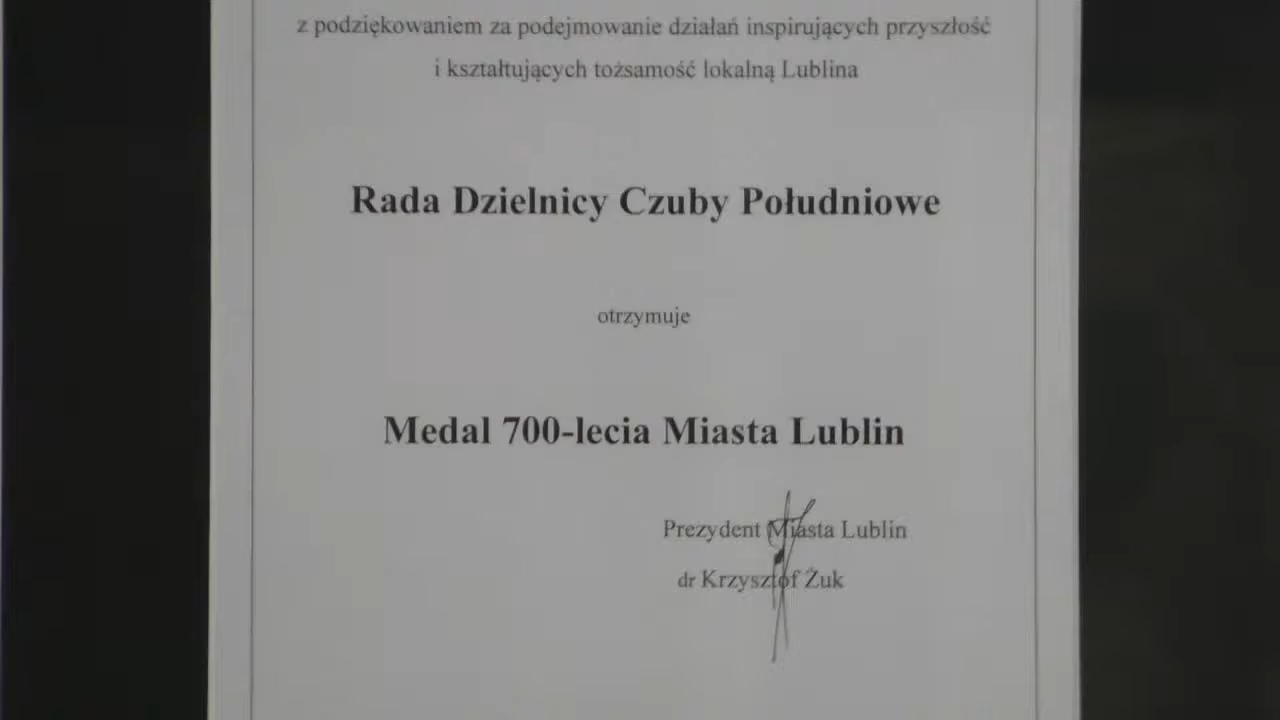 z podziękowaniem za podejmowanie działań inspirujących przyszłość
i kształtujących tożsamość lokalną Lublina
Rada Dzielnicy Czuby Południowe
otrzymuje
Medal 700-lecia Miasta Lublin
Prezydent Miasta Lublin
dr Krzysztof Żuk